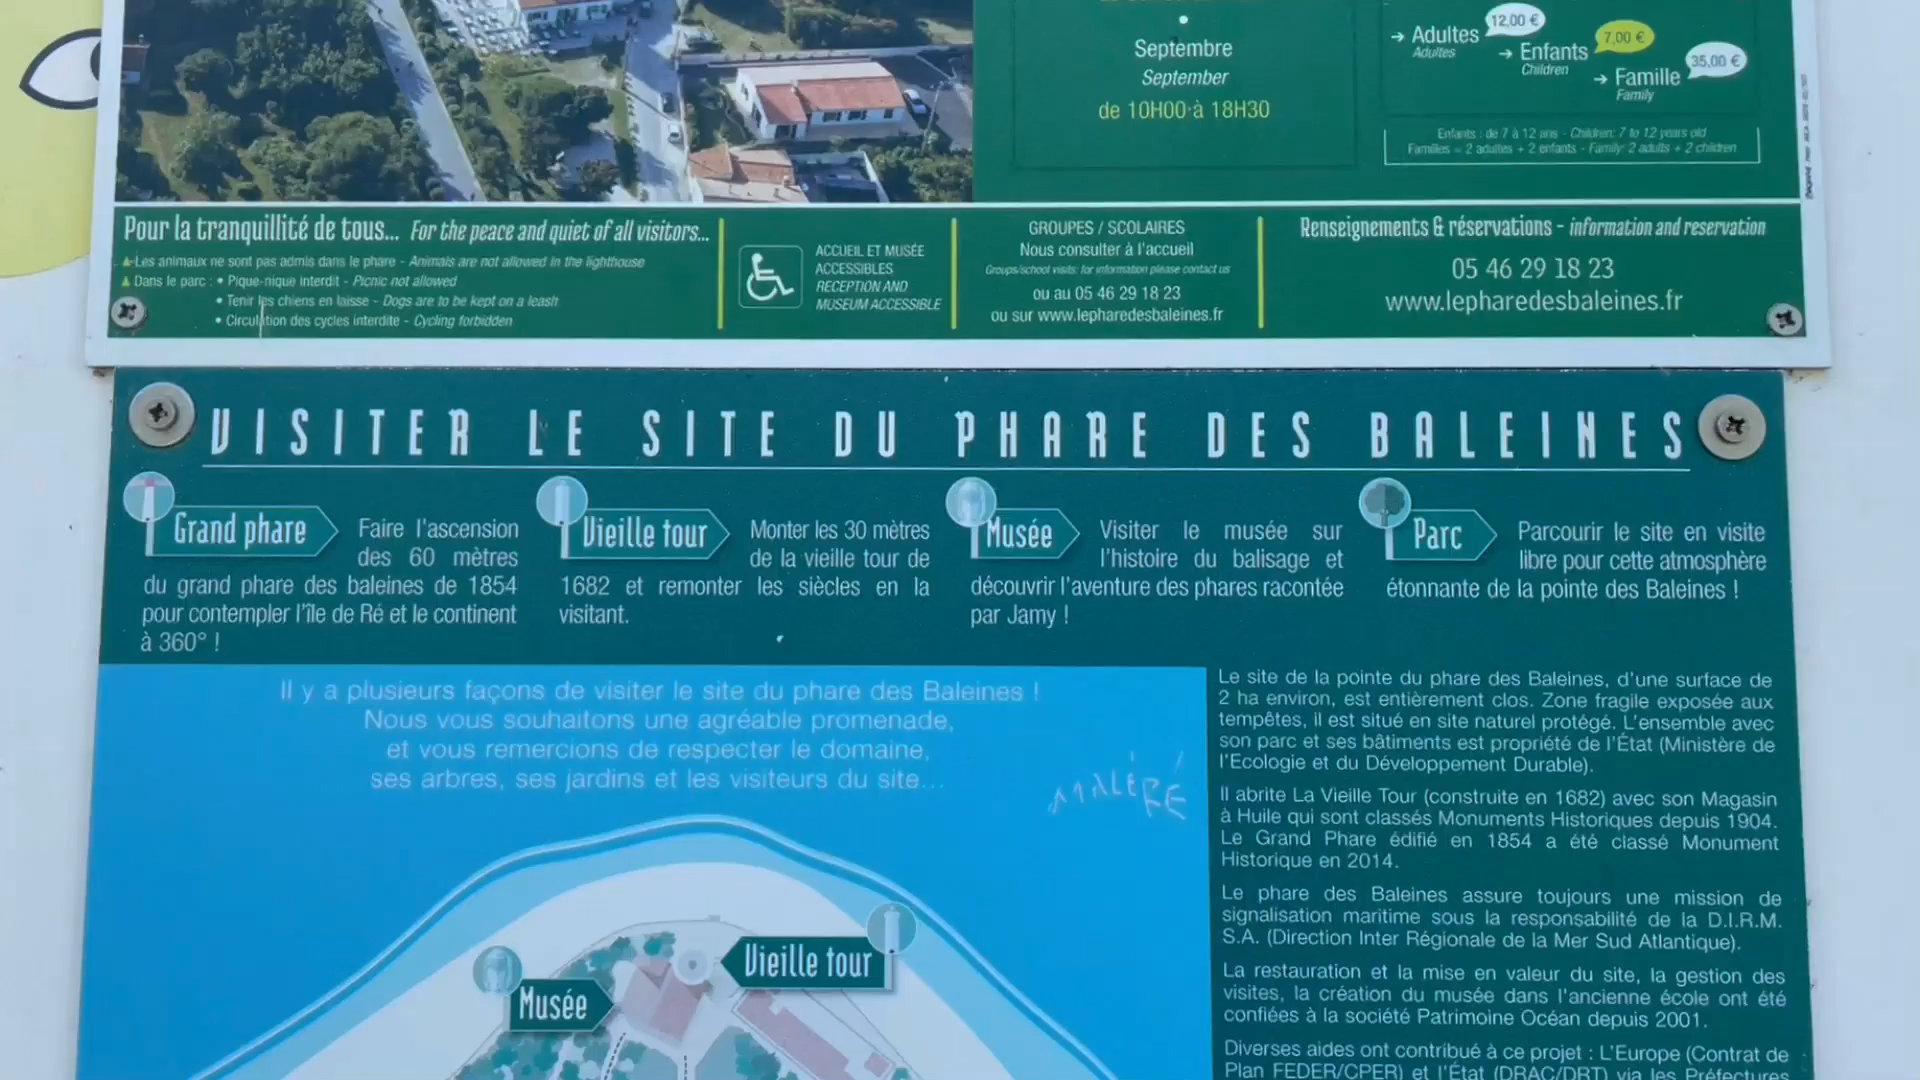 Septembre
September
de 10H00 à 18H30
→ Adultes 12,00 €
Adultes
→ Enfants 7,00 €
Children
→ Famille 35,00 €
Family
Enfants : de 7 à 12 ans - Children: 7 to 12 years old
Familles = 2 adultes + 2 enfants - Family: 2 adults + 2 children
Pour la tranquillité de tous... For the peace and quiet of all visitors...
Les animaux ne sont pas admis dans le phare - Animals are not allowed in the lighthouse
Dans le parc : • Pique-nique interdit - Picnic not allowed
• Tenir les chiens en laisse - Dogs are to be kept on a leash
• Circulation des cycles interdite - Cycling forbidden
ACCUEIL ET MUSÉE
ACCESSIBLES
RECEPTION AND
MUSEUM ACCESSIBLE
GROUPES / SCOLAIRES
Nous consulter à l'accueil
Groups/school visits: for information please contact us
ou au 05 46 29 18 23
ou sur www.lepharedesbaleines.fr
Renseignements & réservations - information and reservation
05 46 29 18 23
www.lepharedesbaleines.fr
VISITER LE SITE DU PHARE DES BALEINES
Grand phare
Faire l'ascension
des 60 mètres
du grand phare des baleines de 1854
pour contempler l'île de Ré et le continent
à 360° !
Vieille tour
Monter les 30 mètres
de la vieille tour de
1682 et remonter les siècles en la
visitant.
Musée
Visiter le musée sur
l'histoire du balisage et
découvrir l'aventure des phares racontée
par Jamy !
Parc
Parcourir le site en visite
libre pour cette atmosphère
étonnante de la pointe des Baleines !
Il y a plusieurs façons de visiter le site du phare des Baleines !
Nous vous souhaitons une agréable promenade,
et vous remercions de respecter le domaine,
ses arbres, ses jardins et les visiteurs du site...
Vieille tour
Musée
Le site de la pointe du phare des Baleines, d'une surface de
2 ha environ, est entièrement clos. Zone fragile exposée aux
tempêtes, il est situé en site naturel protégé. L'ensemble avec
son parc et ses bâtiments est propriété de l'État (Ministère de
l'Ecologie et du Développement Durable).
Il abrite La Vieille Tour (construite en 1682) avec son Magasin
à Huile qui sont classés Monuments Historiques depuis 1904.
Le Grand Phare édifié en 1854 a été classé Monument
Historique en 2014.
Le phare des Baleines assure toujours une mission de
signalisation maritime sous la responsabilité de la D.I.R.M.
S.A. (Direction Inter Régionale de la Mer Sud Atlantique).
La restauration et la mise en valeur du site, la gestion des
visites, la création du musée dans l'ancienne école ont été
confiées à la société Patrimoine Océan depuis 2001.
Diverses aides ont contribué à ce projet : L'Europe (Contrat de
Plan FEDER/CPER) et l'État (DRAC/DRT) via les Préfectures